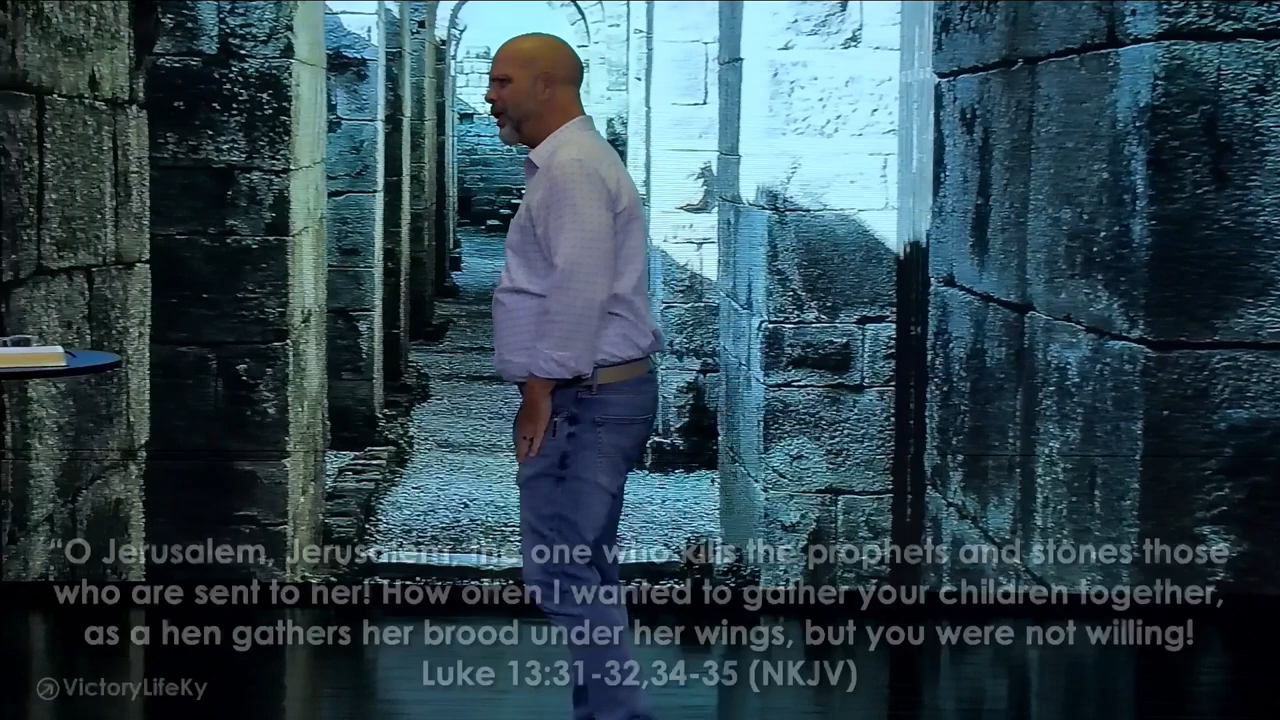 “O Jerusalem, Jerusalem, the one who kills the prophets and stones those
who are sent to her! How often I wanted to gather your children together,
as a hen gathers her brood under her wings, but you were not willing!
Luke 13:31-32,34-35 (NKJV)
VictoryLifeKy